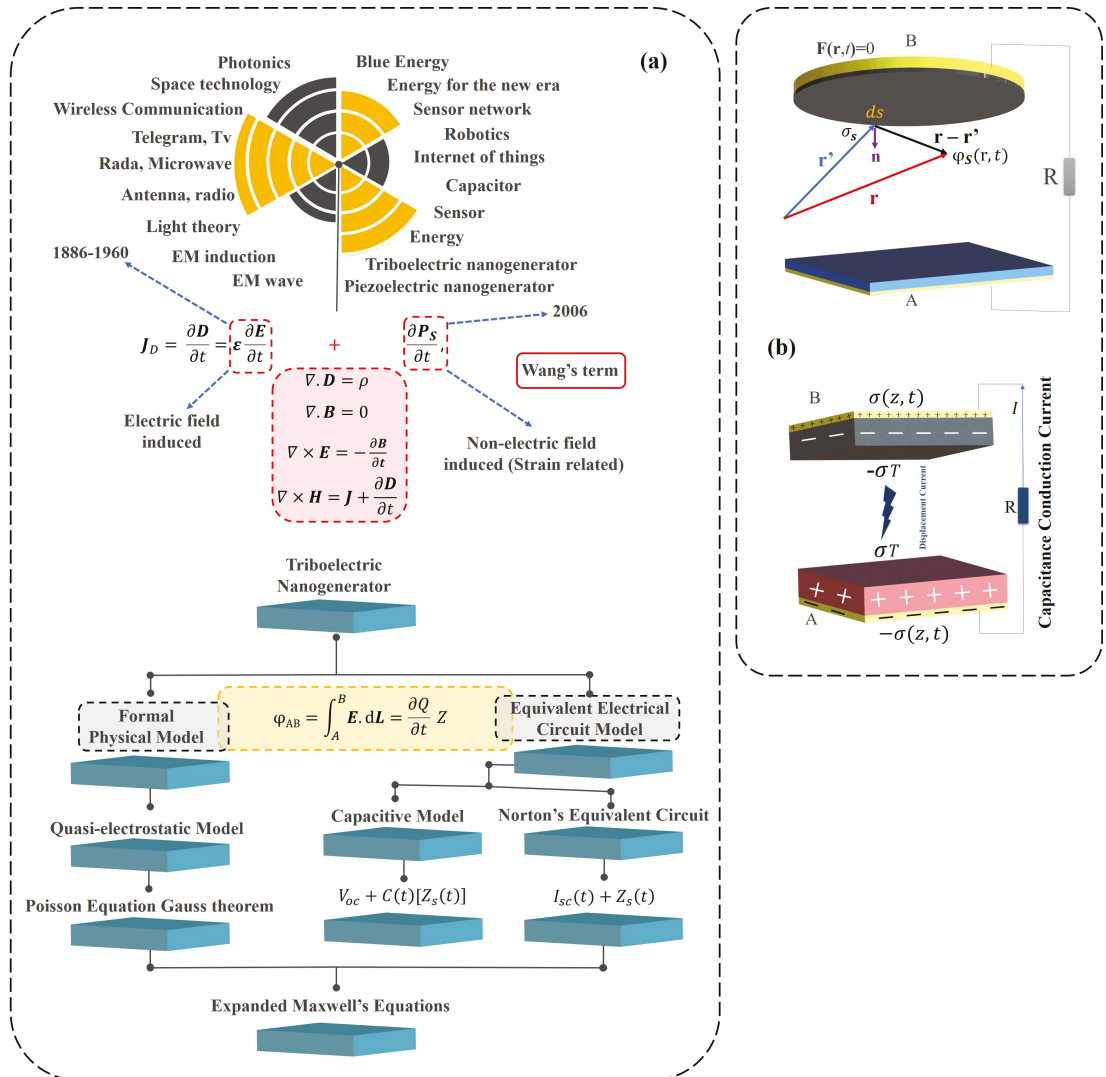 (a)
Photonics
Space technology
Wireless Communication
Telegram, Tv
Rada, Microwave
Antenna, radio
Light theory
EM induction
EM wave
Blue Energy
Energy for the new era
Sensor network
Robotics
Internet of things
Capacitor
Sensor
Energy
Triboelectric nanogenerator
Piezoelectric nanogenerator
1886-1960
2006
J_D = ∂D/∂t = ε ∂E/∂t + ∂P_S/∂t,
Wang's term
Electric field
induced
∇. D = ρ
∇. B = 0
∇ × E = −∂B/∂t
∇ × H = J + ∂D/∂t
Non-electric field
induced (Strain related)
Triboelectric
Nanogenerator
Formal
Physical Model
φ_AB = ∫_A^B E. dL = ∂Q/∂t Z
Equivalent Electrical
Circuit Model
Quasi-electrostatic Model
Capacitive Model
Norton's Equivalent Circuit
Poisson Equation Gauss theorem
V_oc + C(t)[Z_s(t)]
I_sc(t) + Z_s(t)
Expanded Maxwell's Equations
F(r,t)=0
B
ds
σ_s
r − r'
r'
n
φ_s(r, t)
r
R
A
(b)
B
σ(z, t)
I
-σT
Displacement Current
R
Capacitance Conduction Current
σT
A
−σ(z, t)